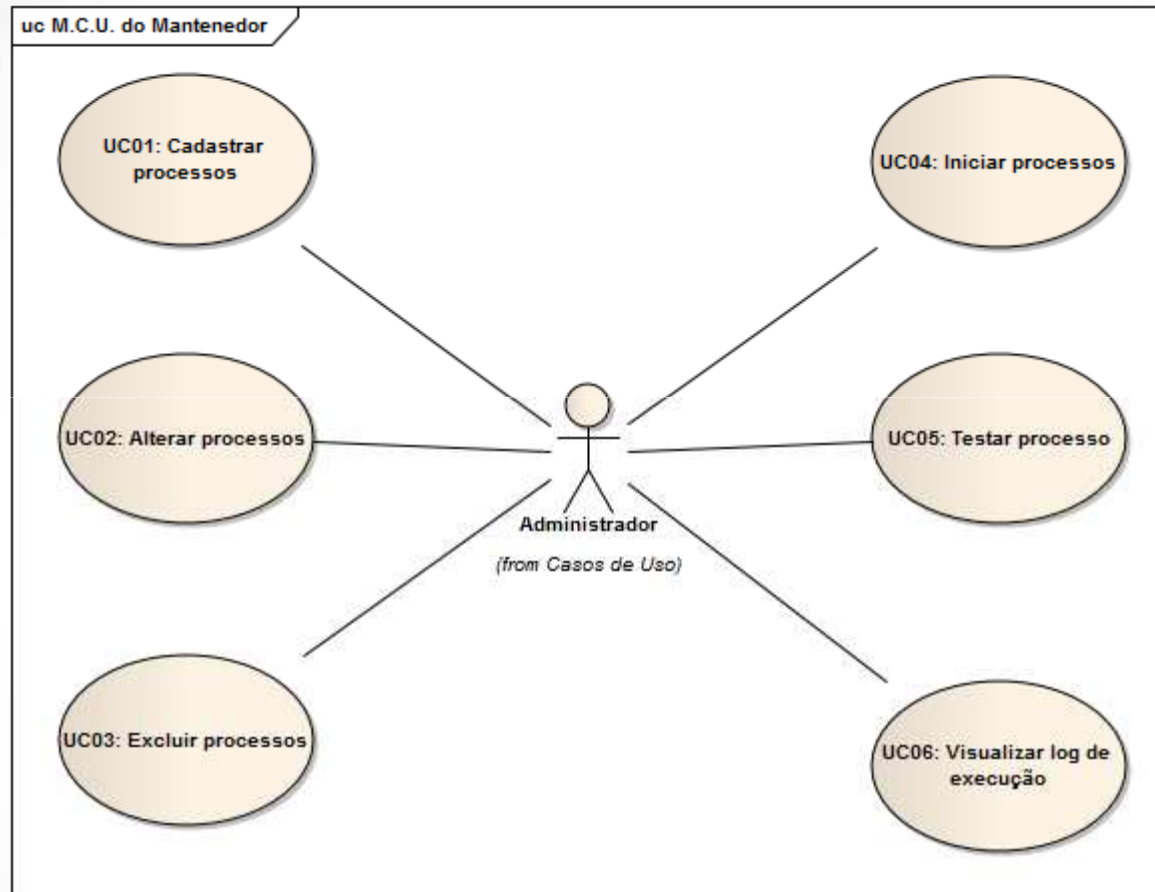 uc M.C.U. do Mantenedor
UC01: Cadastrar
processos
UC04: Iniciar processos
UC02: Alterar processos
UC05: Testar processo
Administrador
(from Casos de Uso)
UC03: Excluir processos
UC06: Visualizar log de
execução